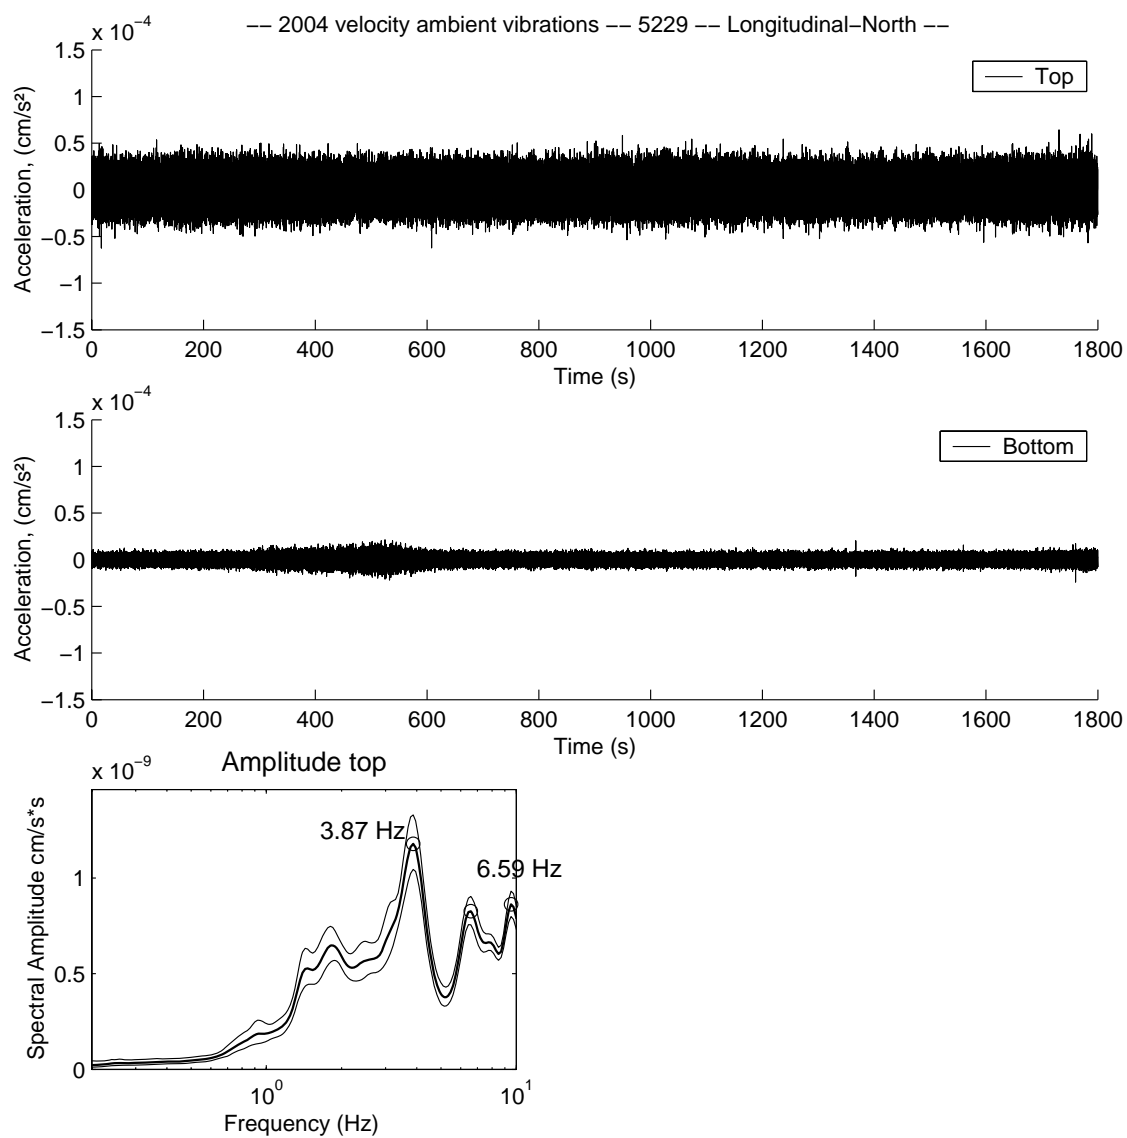 −− 2004 velocity ambient vibrations −− 5229 −− Longitudinal−North −−
x 10−4
1.5
1
0.5
0
−0.5
−1
−1.5
Acceleration, (cm/s²)
Top
0 200 400 600 800 1000 1200 1400 1600 1800
Time (s)
x 10−4
1.5
1
0.5
0
−0.5
−1
−1.5
Acceleration, (cm/s²)
Bottom
0 200 400 600 800 1000 1200 1400 1600 1800
Time (s)
Amplitude top
x 10−9
1
0.5
0
Spectral Amplitude cm/s*s
3.87 Hz
6.59 Hz
10⁰ 10¹
Frequency (Hz)